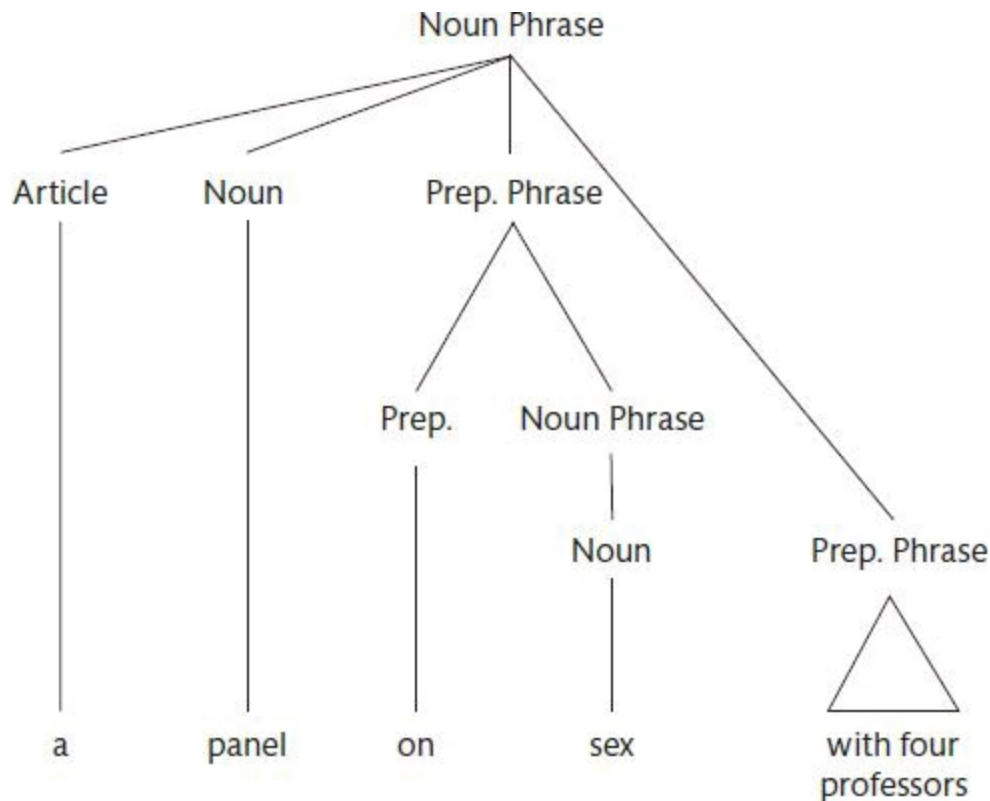 Noun Phrase
Article Noun Prep. Phrase
Prep. Noun Phrase
Noun Prep. Phrase
a panel on sex with four
professors